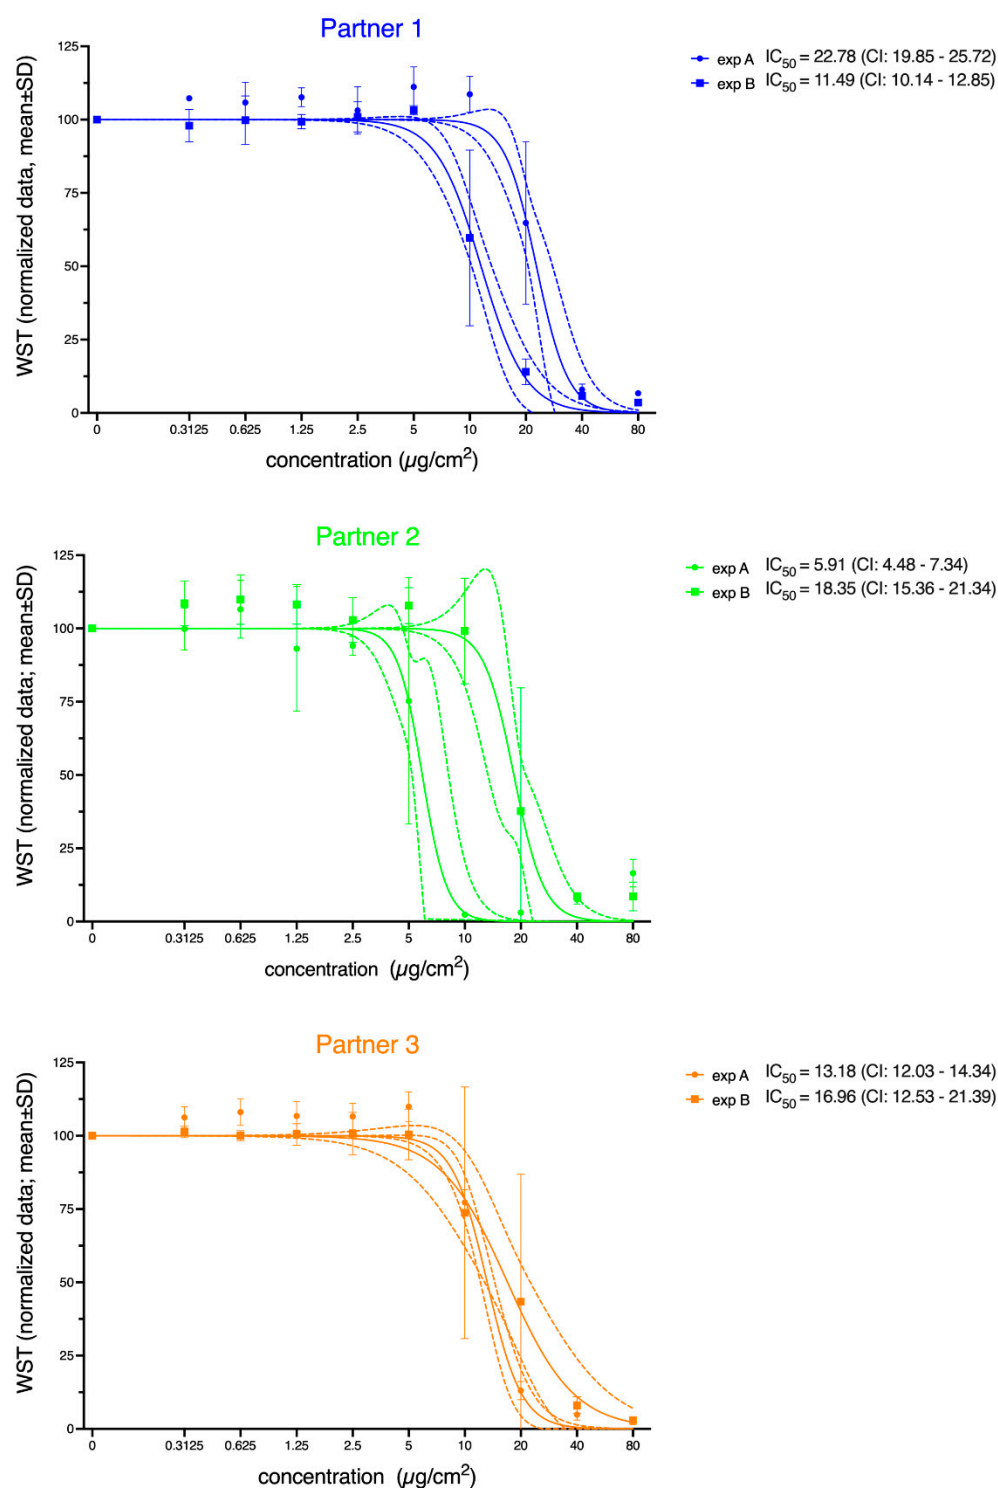 Partner 1
exp A IC50 = 22.78 (CI: 19.85 - 25.72)
exp B IC50 = 11.49 (CI: 10.14 - 12.85)
WST (normalized data, mean±SD)
125
100
75
50
25
0
0 0.3125 0.625 1.25 2.5 5 10 20 40 80
concentration (µg/cm²)
Partner 2
exp A IC50 = 5.91 (CI: 4.48 - 7.34)
exp B IC50 = 18.35 (CI: 15.36 - 21.34)
WST (normalized data; mean±SD)
125
100
75
50
25
0
0 0.3125 0.625 1.25 2.5 5 10 20 40 80
concentration (µg/cm²)
Partner 3
exp A IC50 = 13.18 (CI: 12.03 - 14.34)
exp B IC50 = 16.96 (CI: 12.53 - 21.39)
WST (normalized data; mean±SD)
125
100
75
50
25
0
0 0.3125 0.625 1.25 2.5 5 10 20 40 80
concentration (µg/cm²)